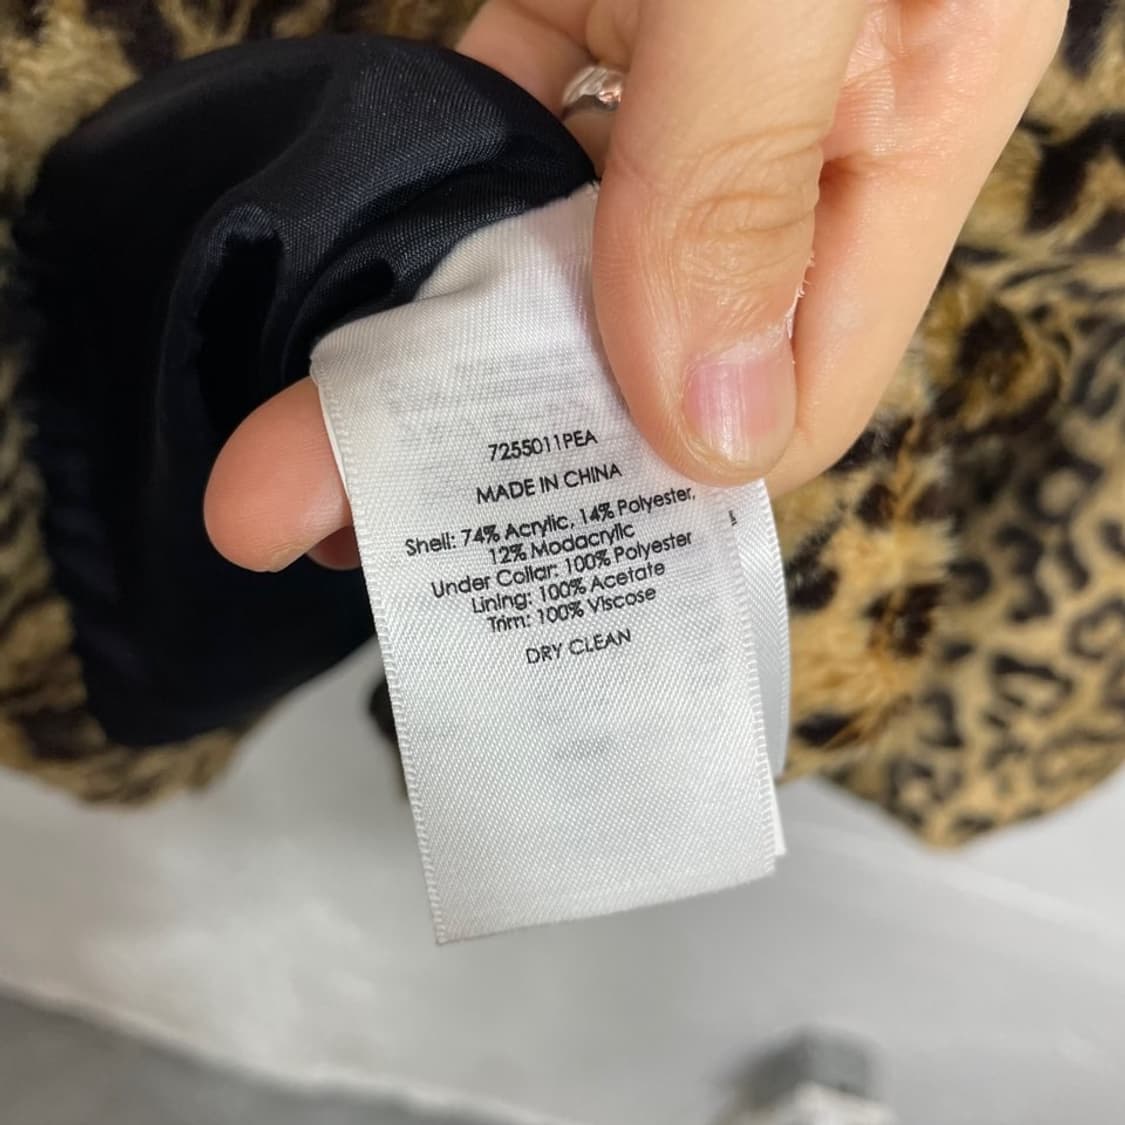 7255011PEA
MADE IN CHINA
Shell: 74% Acrylic, 14% Polyester,
12% Modacrylic
Under Collar: 100% Polyester
Lining: 100% Acetate
Trim: 100% Viscose
DRY CLEAN